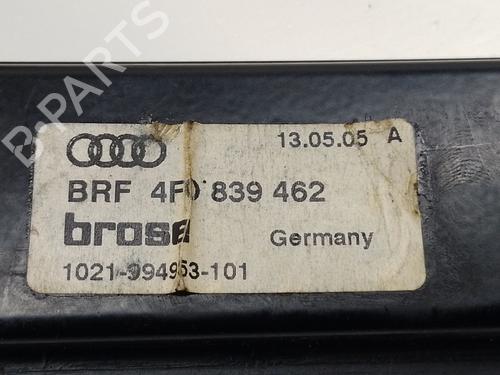 13.05.05 A
BRF 4F0 839 462
brose
Germany
1021-994953-101
B-PARTS